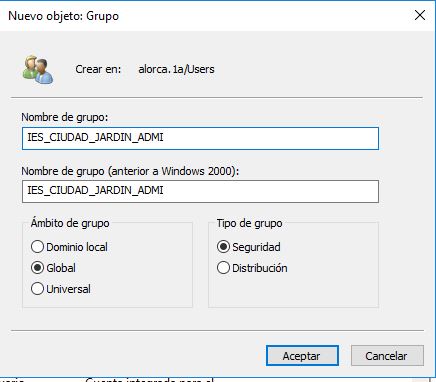 Nuevo objeto: Grupo
Crear en: alorca.1a/Users
Nombre de grupo:
IES_CIUDAD_JARDIN_ADMI
Nombre de grupo (anterior a Windows 2000):
IES_CIUDAD_JARDIN_ADMI
Ámbito de grupo
Dominio local
Global
Universal
Tipo de grupo
Seguridad
Distribución
Aceptar
Cancelar